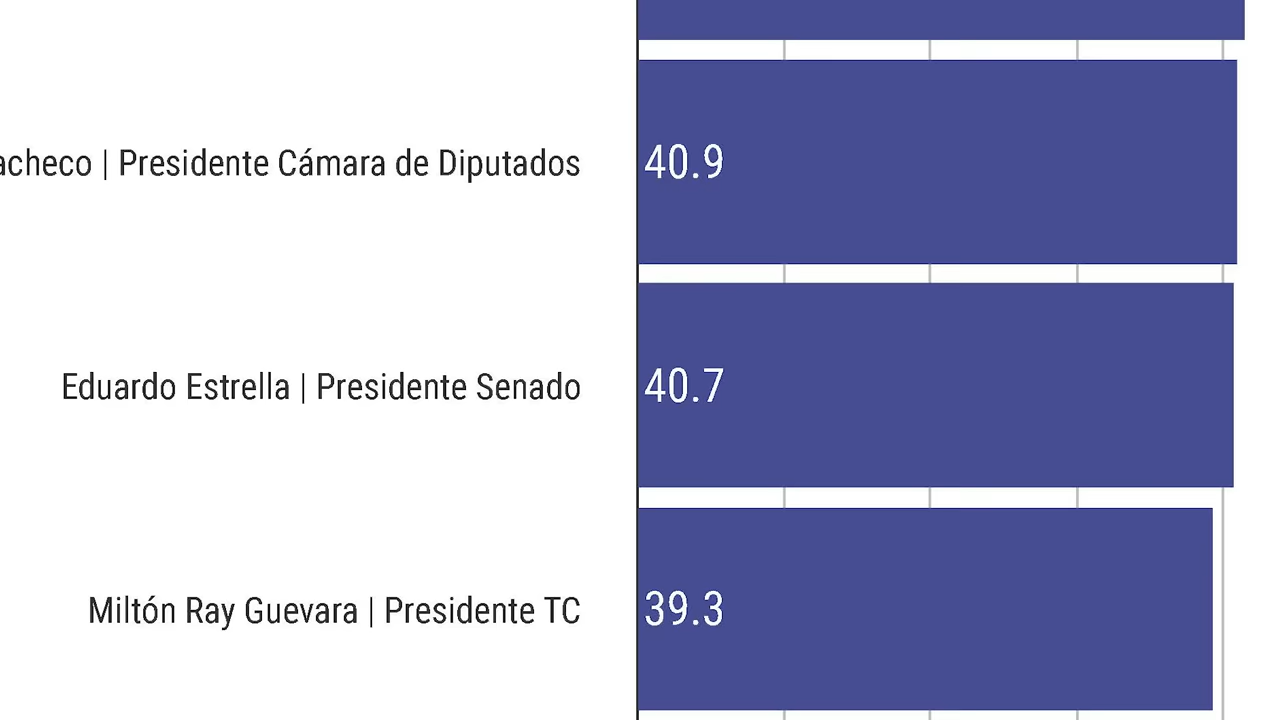 acheco | Presidente Cámara de Diputados 40.9
Eduardo Estrella | Presidente Senado 40.7
Miltón Ray Guevara | Presidente TC 39.3